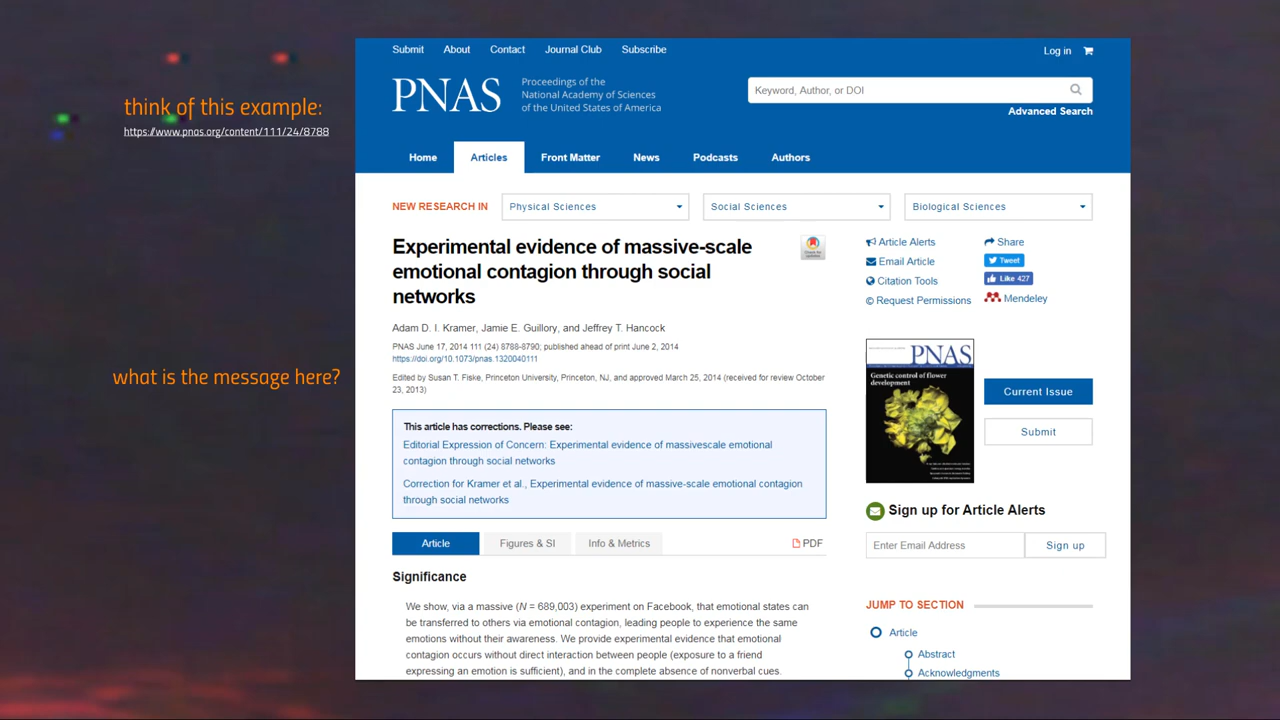 think of this example:
https://www.pnas.org/content/111/24/8788
what is the message here?
Submit About Contact Journal Club Subscribe
Log in
PNAS
Proceedings of the
National Academy of Sciences
of the United States of America
Keyword, Author, or DOI
Advanced Search
Home Articles Front Matter News Podcasts Authors
NEW RESEARCH IN Physical Sciences Social Sciences Biological Sciences
Experimental evidence of massive-scale
emotional contagion through social
networks
Adam D. I. Kramer, Jamie E. Guillory, and Jeffrey T. Hancock
PNAS June 17, 2014 111 (24) 8788-8790; published ahead of print June 2, 2014
https://doi.org/10.1073/pnas.1320040111
Edited by Susan T. Fiske, Princeton University, Princeton, NJ, and approved March 25, 2014 (received for review October
23, 2013)
This article has corrections. Please see:
Editorial Expression of Concern: Experimental evidence of massivescale emotional
contagion through social networks
Correction for Kramer et al., Experimental evidence of massive-scale emotional contagion
through social networks
Article Figures & SI Info & Metrics PDF
Significance
We show, via a massive (N = 689,003) experiment on Facebook, that emotional states can
be transferred to others via emotional contagion, leading people to experience the same
emotions without their awareness. We provide experimental evidence that emotional
contagion occurs without direct interaction between people (exposure to a friend
expressing an emotion is sufficient), and in the complete absence of nonverbal cues.
Article Alerts Share
Email Article Tweet
Citation Tools Like 427
© Request Permissions Mendeley
PNAS
Genetic control of flower
development
Current Issue
Submit
Sign up for Article Alerts
Enter Email Address Sign up
JUMP TO SECTION
Article
Abstract
Acknowledgments